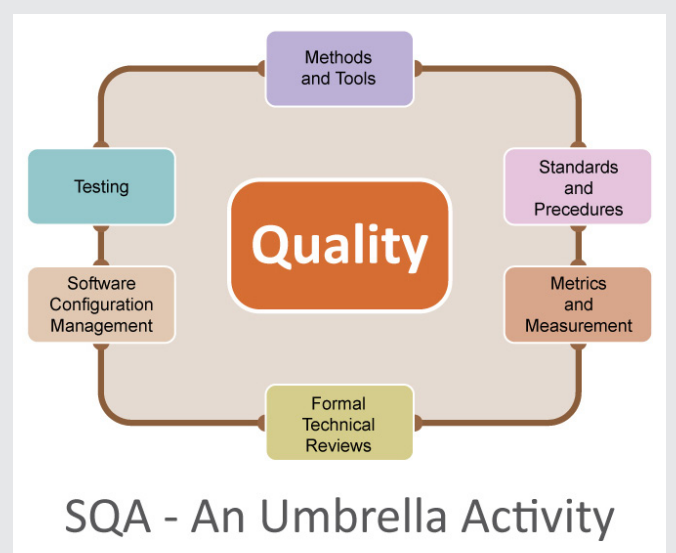 Methods
and Tools
Testing
Standards
and
Precedures
Quality
Software
Configuration
Management
Metrics
and
Measurement
Formal
Technical
Reviews
SQA - An Umbrella Activity